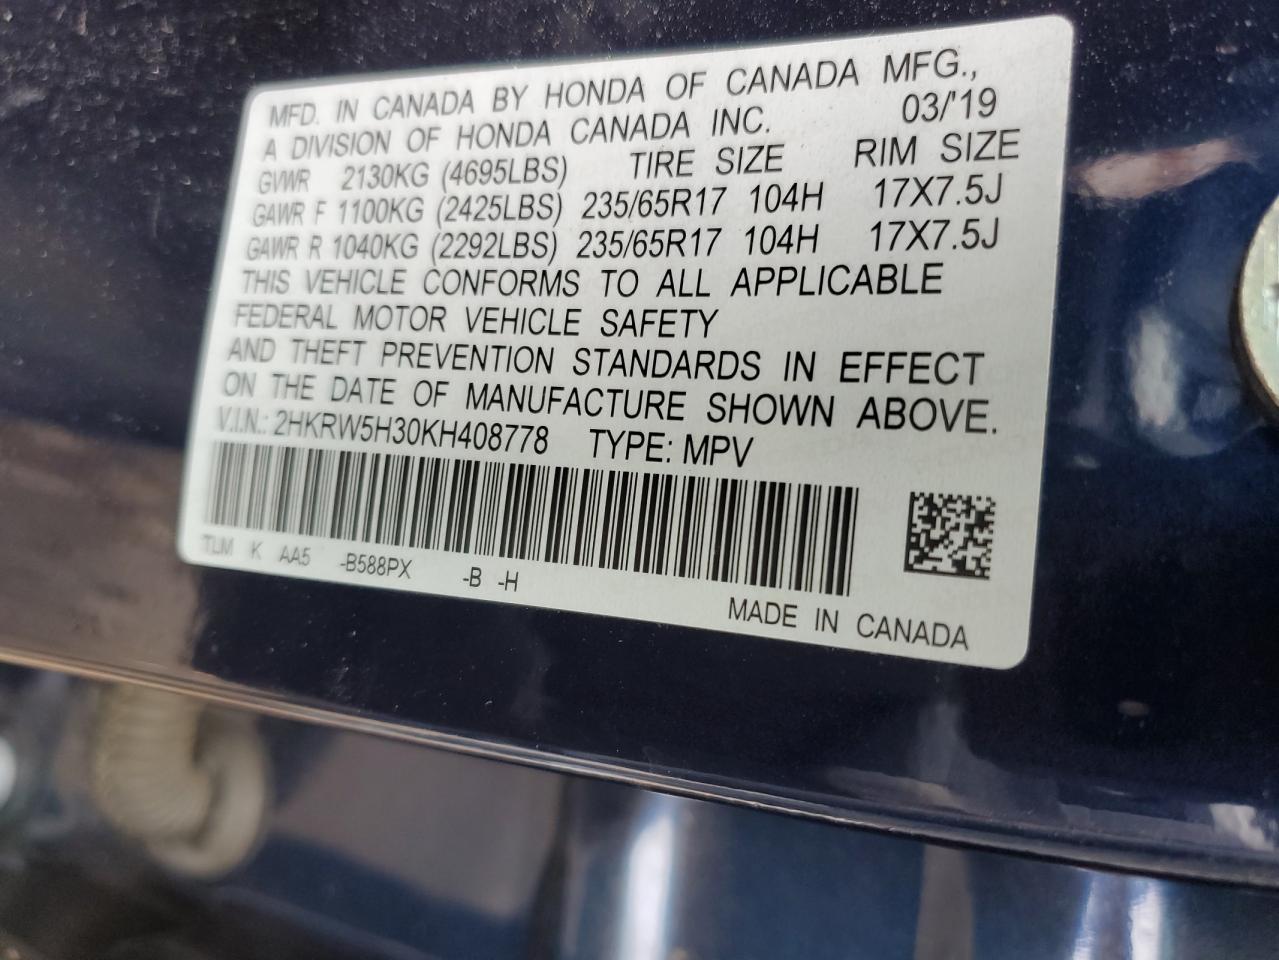 MFD. IN CANADA BY HONDA OF CANADA MFG.,
A DIVISION OF HONDA CANADA INC. 03/'19
GVWR 2130KG (4695LBS) TIRE SIZE RIM SIZE
GAWR F 1100KG (2425LBS) 235/65R17 104H 17X7.5J
GAWR R 1040KG (2292LBS) 235/65R17 104H 17X7.5J
THIS VEHICLE CONFORMS TO ALL APPLICABLE
FEDERAL MOTOR VEHICLE SAFETY
AND THEFT PREVENTION STANDARDS IN EFFECT
ON THE DATE OF MANUFACTURE SHOWN ABOVE.
V.I.N.: 2HKRW5H30KH408778 TYPE: MPV
TLM K AA5 -B588PX -B -H
MADE IN CANADA